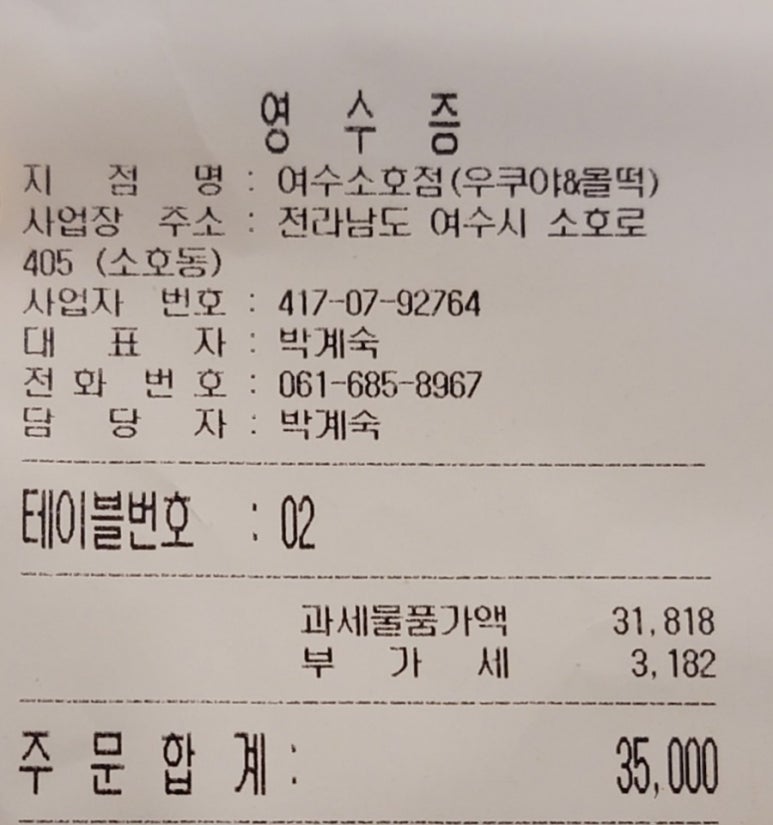 영 수 증
지 점 명 : 여수소호점(우쿠야&올떡)
사업장 주소 : 전라남도 여수시 소호로
405 (소호동)
사업자 번호 : 417-07-92764
대 표 자 : 박계숙
전 화 번 호 : 061-685-8967
담 당 자 : 박계숙
테이블번호 : 02
과세물품가액 31,818
부 가 세 3,182
주 문 합 계 : 35,000